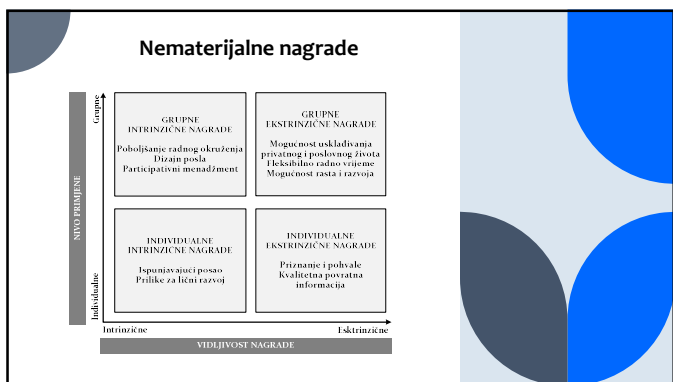 Nematerijalne nagrade
NIVO PRIMJENE
Grupne
Individualne
GRUPNE
INTRINZIČNE NAGRADE
Poboljšanje radnog okruženja
Dizajn posla
Participativni menadžment
GRUPNE
EKSTRINZIČNE NAGRADE
Mogućnost usklađivanja
privatnog i poslovnog života
Fleksibilno radno vrijeme
Mogućnost rasta i razvoja
INDIVIDUALNE
INTRINZIČNE NAGRADE
Ispunjavajući posao
Prilike za lični razvoj
INDIVIDUALNE
EKSTRINZIČNE NAGRADE
Priznanje i pohvale
Kvalitetna povratna
informacija
Intrinzične
Esktrinzične
VIDLJIVOST NAGRADE